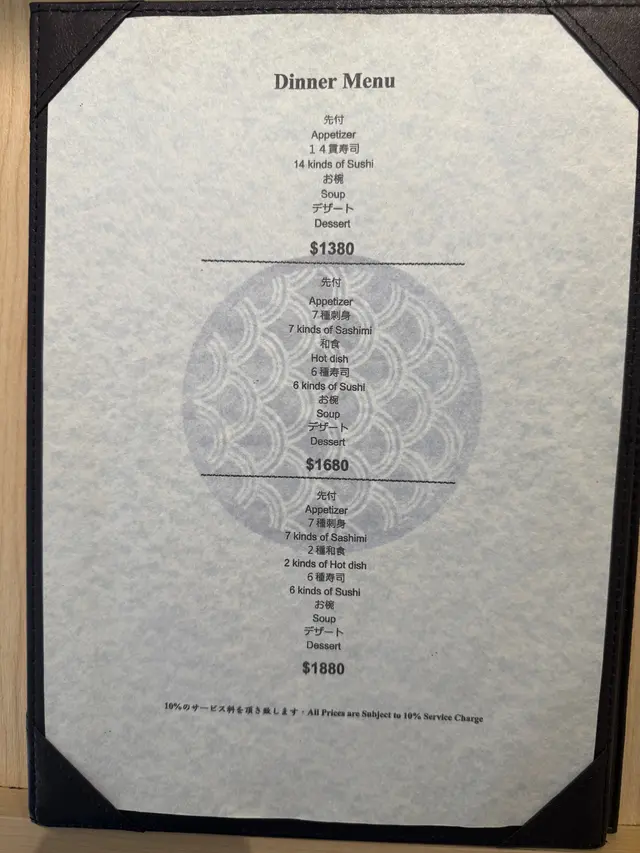 Dinner Menu
先付
Appetizer
14貫寿司
14 kinds of Sushi
お椀
Soup
デザート
Dessert
$1380
先付
Appetizer
7種刺身
7 kinds of Sashimi
和食
Hot dish
6種寿司
6 kinds of Sushi
お椀
Soup
デザート
Dessert
$1680
先付
Appetizer
7種刺身
7 kinds of Sashimi
2種和食
2 kinds of Hot dish
6種寿司
6 kinds of Sushi
お椀
Soup
デザート
Dessert
$1880
10%のサービス料を頂き致します・All Prices are Subject to 10% Service Charge